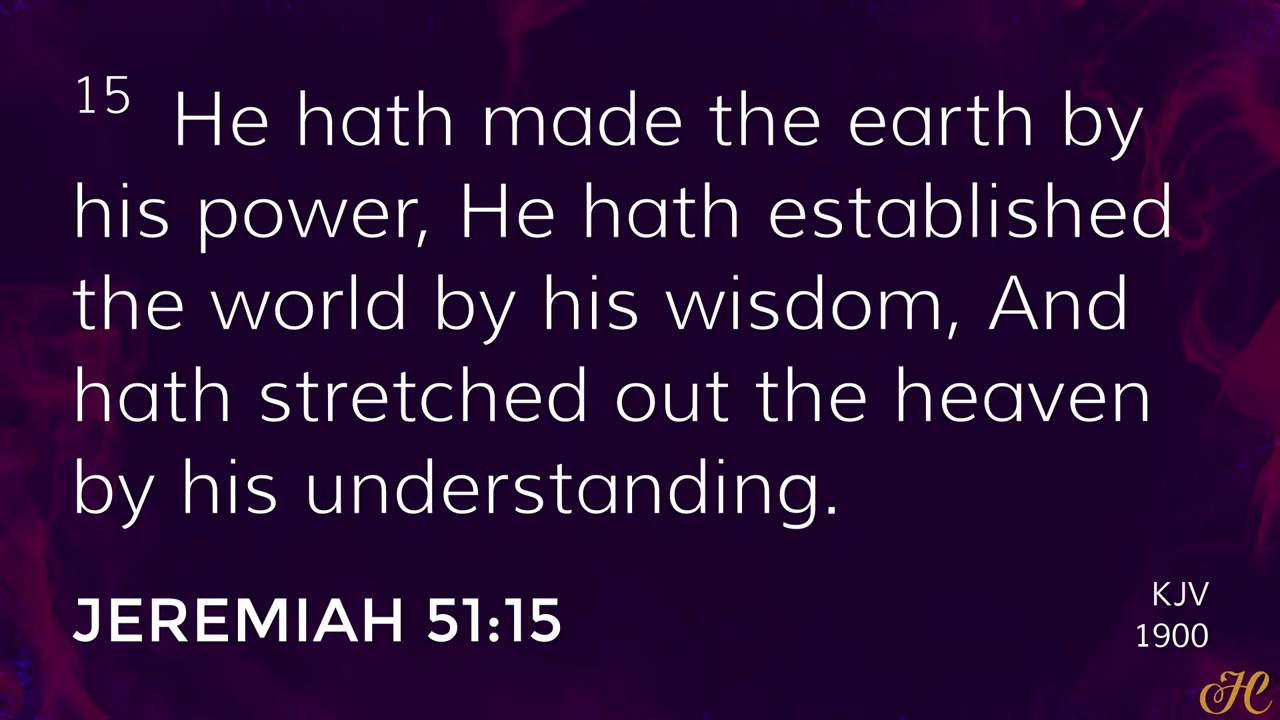 15 He hath made the earth by
his power, He hath established
the world by his wisdom, And
hath stretched out the heaven
by his understanding.
JEREMIAH 51:15
KJV
1900
HC